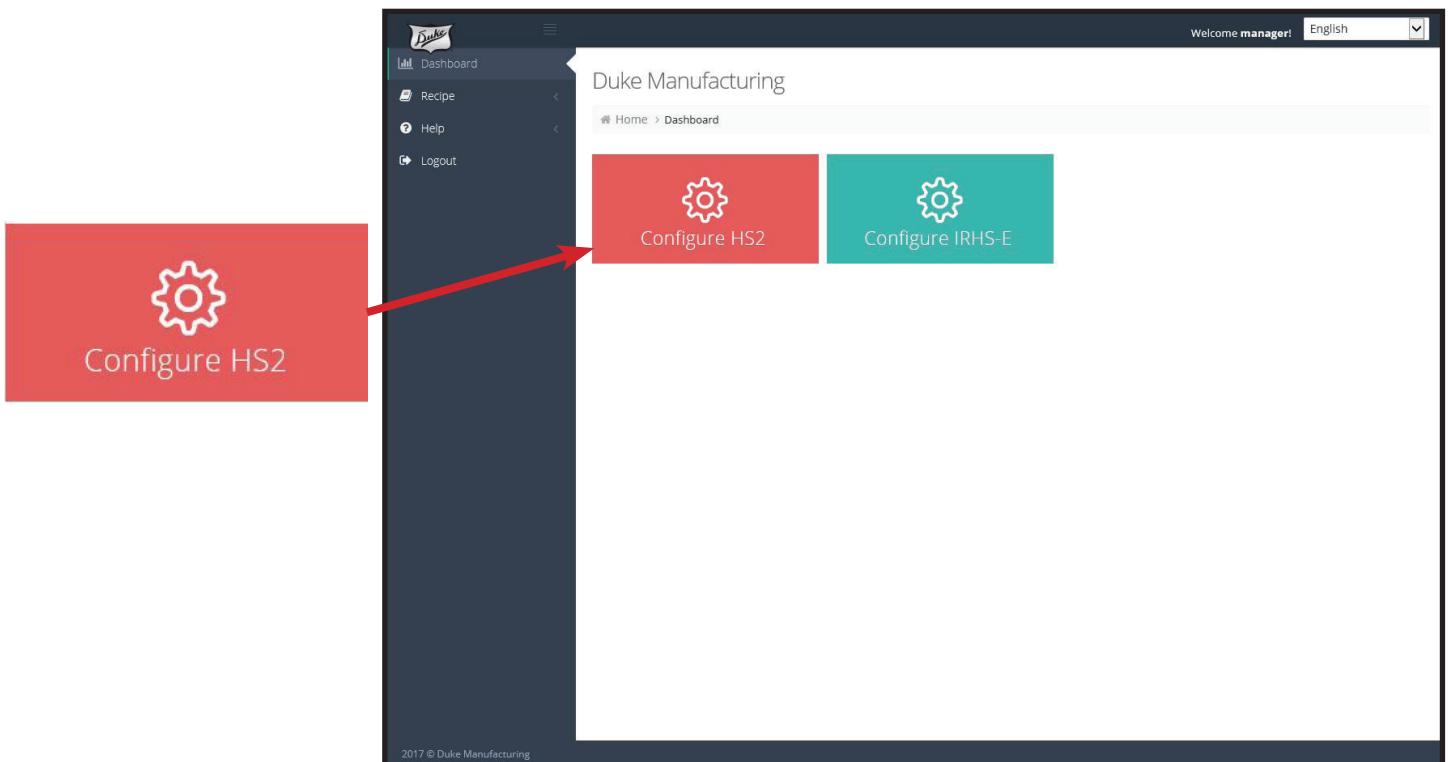 Duke
Welcome manager!
English
Dashboard
Recipe
Help
Logout
Duke Manufacturing
Home > Dashboard
Configure HS2
Configure IRHS-E
Configure HS2
2017 © Duke Manufacturing